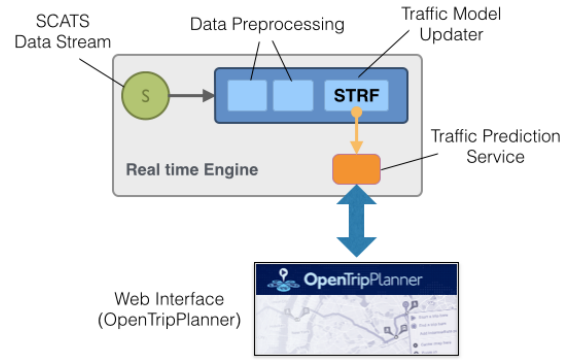 SCATS
Data Stream
Data Preprocessing
Traffic Model
Updater
S
STRF
Traffic Prediction
Service
Real time Engine
OpenTripPlanner
Web Interface
(OpenTripPlanner)